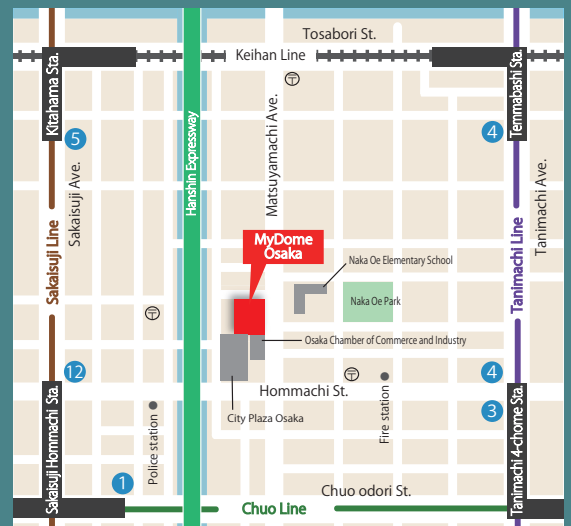 Tosabori St.
Keihan Line
Kitahama Sta.
Temmabashi Sta.
5
4
Sakaisuji Ave.
Hanshin Expressway
Matsuyamachi Ave.
Tanimachi Ave.
Sakaisuji Line
Tanimachi Line
MyDome
Osaka
Naka Oe Elementary School
Naka Oe Park
Osaka Chamber of Commerce and Industry
12
4
Hommachi St.
3
City Plaza Osaka
Police station
Fire station
Sakaisuji Hommachi Sta.
Tanimachi 4-chome Sta.
1
Chuo odori St.
Chuo Line